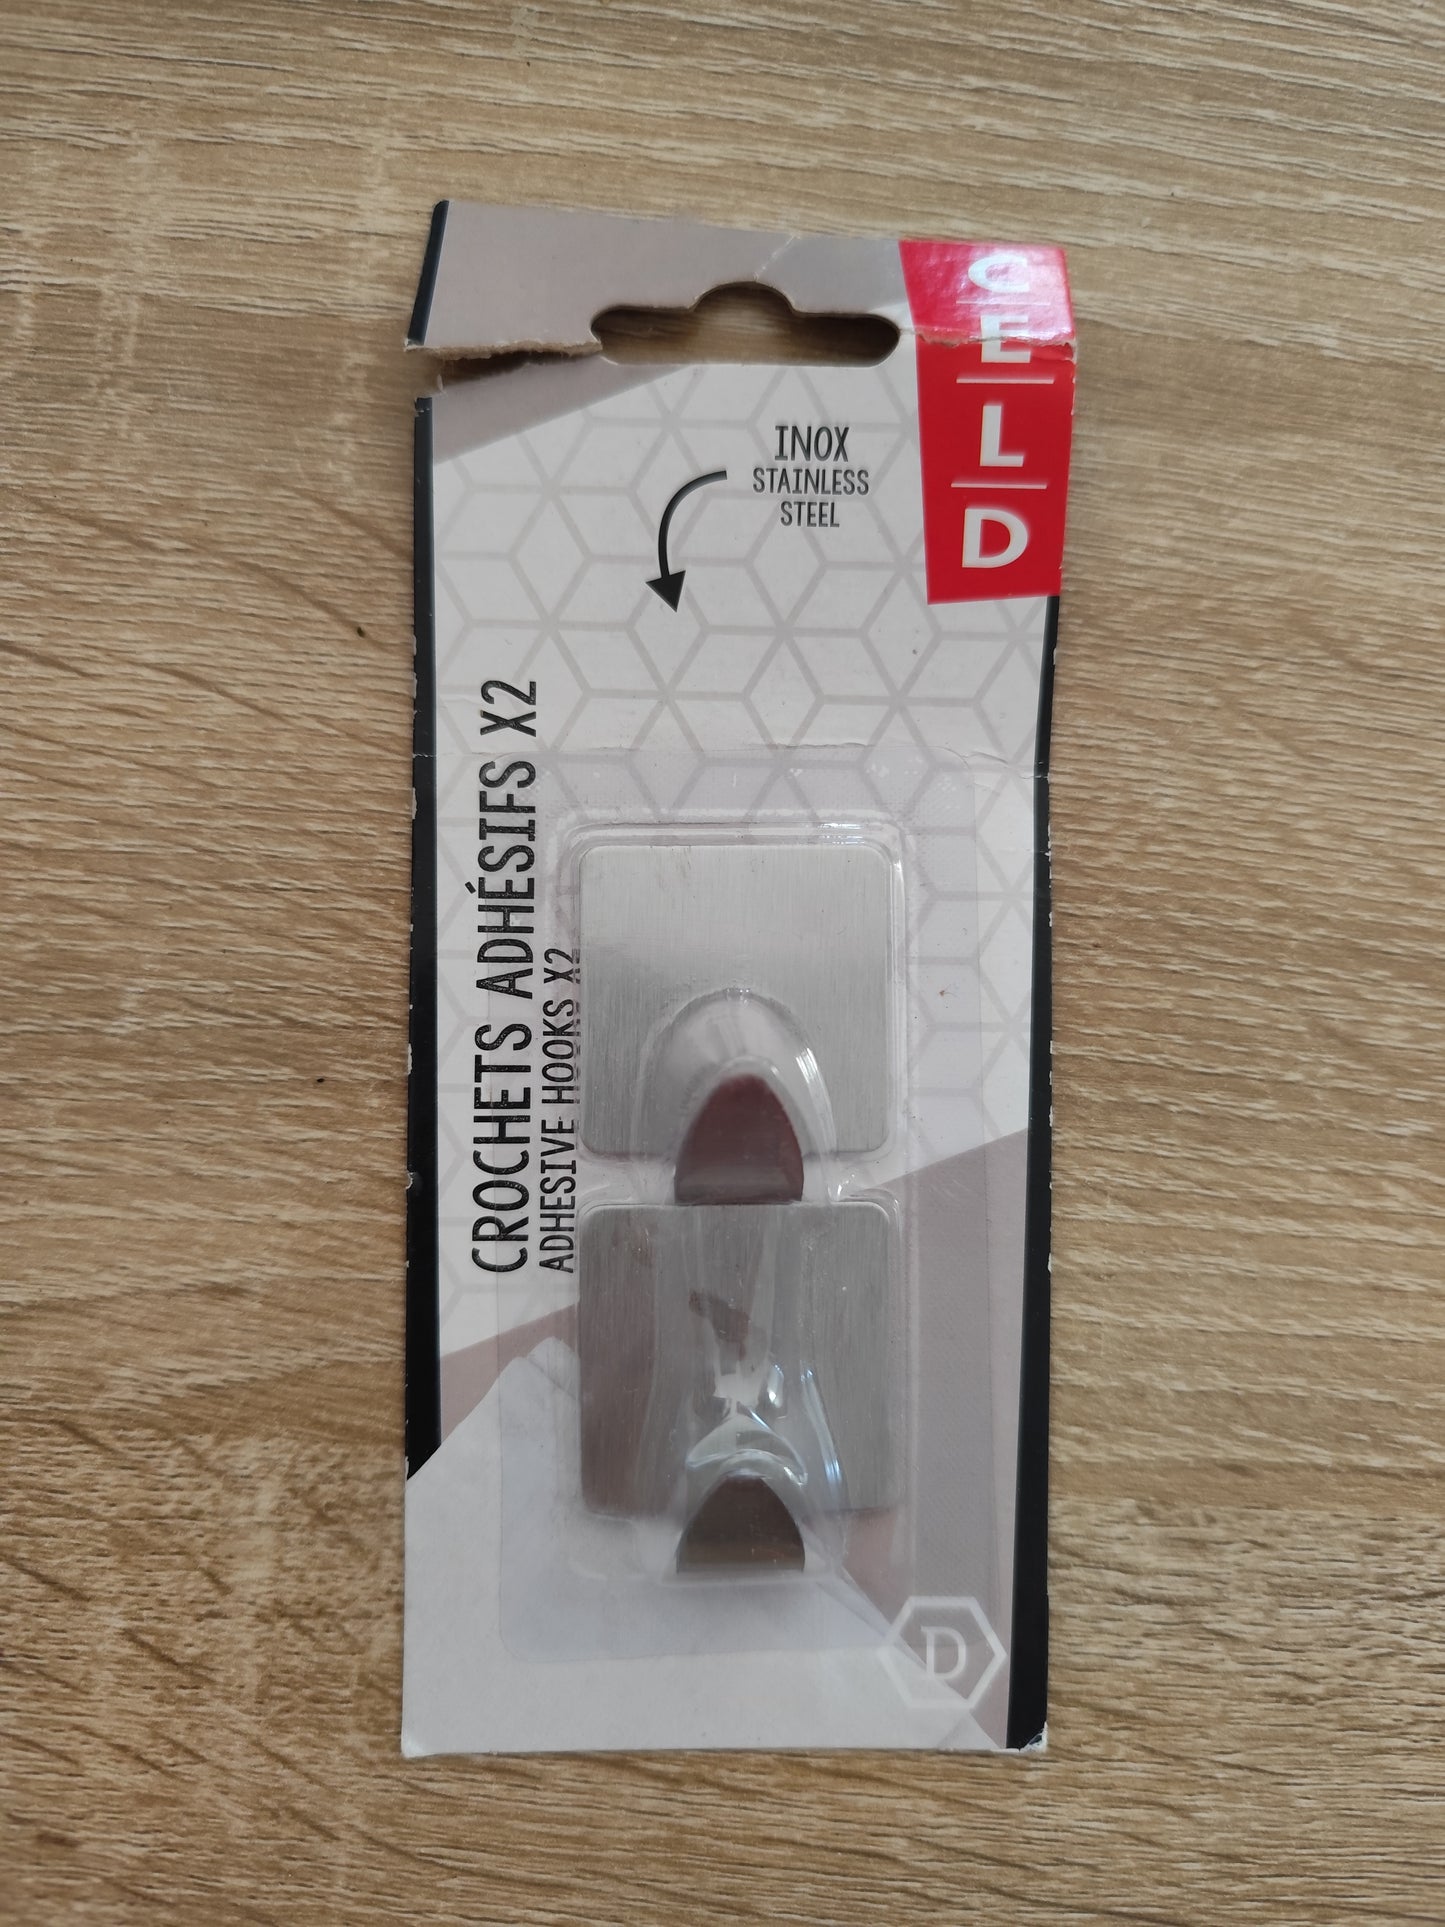 CELD
INOX
STAINLESS
STEEL
CROCHETS ADHÉSIFS X2
ADHESIVE HOOKS X2
D